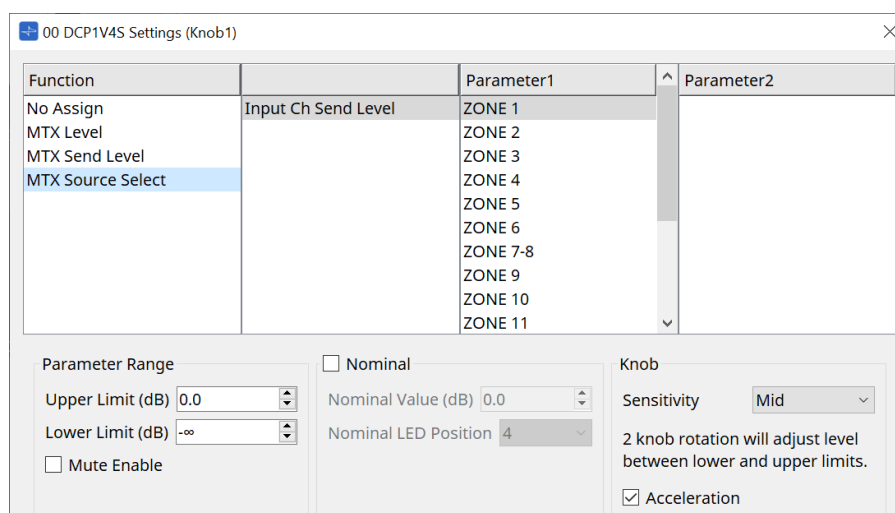 00 DCP1V4S Settings (Knob1)
Function Parameter1 Parameter2
No Assign Input Ch Send Level ZONE 1
MTX Level ZONE 2
MTX Send Level ZONE 3
MTX Source Select ZONE 4
ZONE 5
ZONE 6
ZONE 7-8
ZONE 9
ZONE 10
ZONE 11
Parameter Range
Upper Limit (dB) 0.0
Lower Limit (dB) -∞
Mute Enable
Nominal
Nominal Value (dB) 0.0
Nominal LED Position 4
Knob
Sensitivity Mid
2 knob rotation will adjust level
between lower and upper limits.
Acceleration